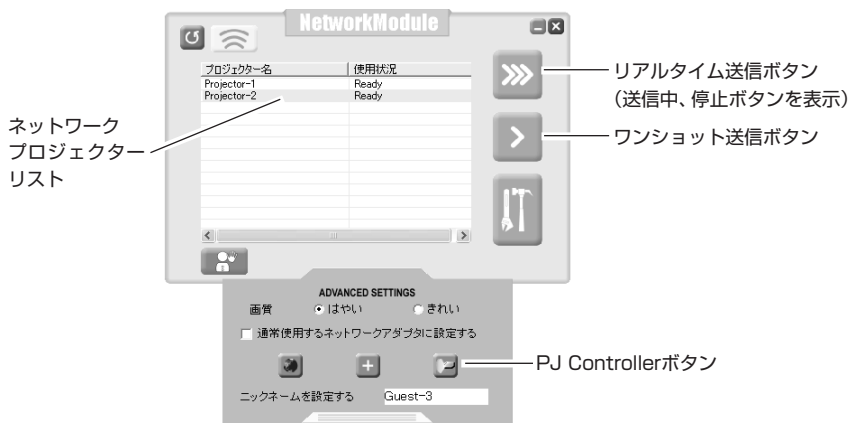 NetworkModule
プロジェクター名 使用状況
Projector-1 Ready
Projector-2 Ready
リアルタイム送信ボタン
（送信中、停止ボタンを表示）
ワンショット送信ボタン
ネットワーク
プロジェクター
リスト
ADVANCED SETTINGS
画質 はやい きれい
通常使用するネットワークアダプタに設定する
PJ Controllerボタン
ニックネームを設定する Guest-3